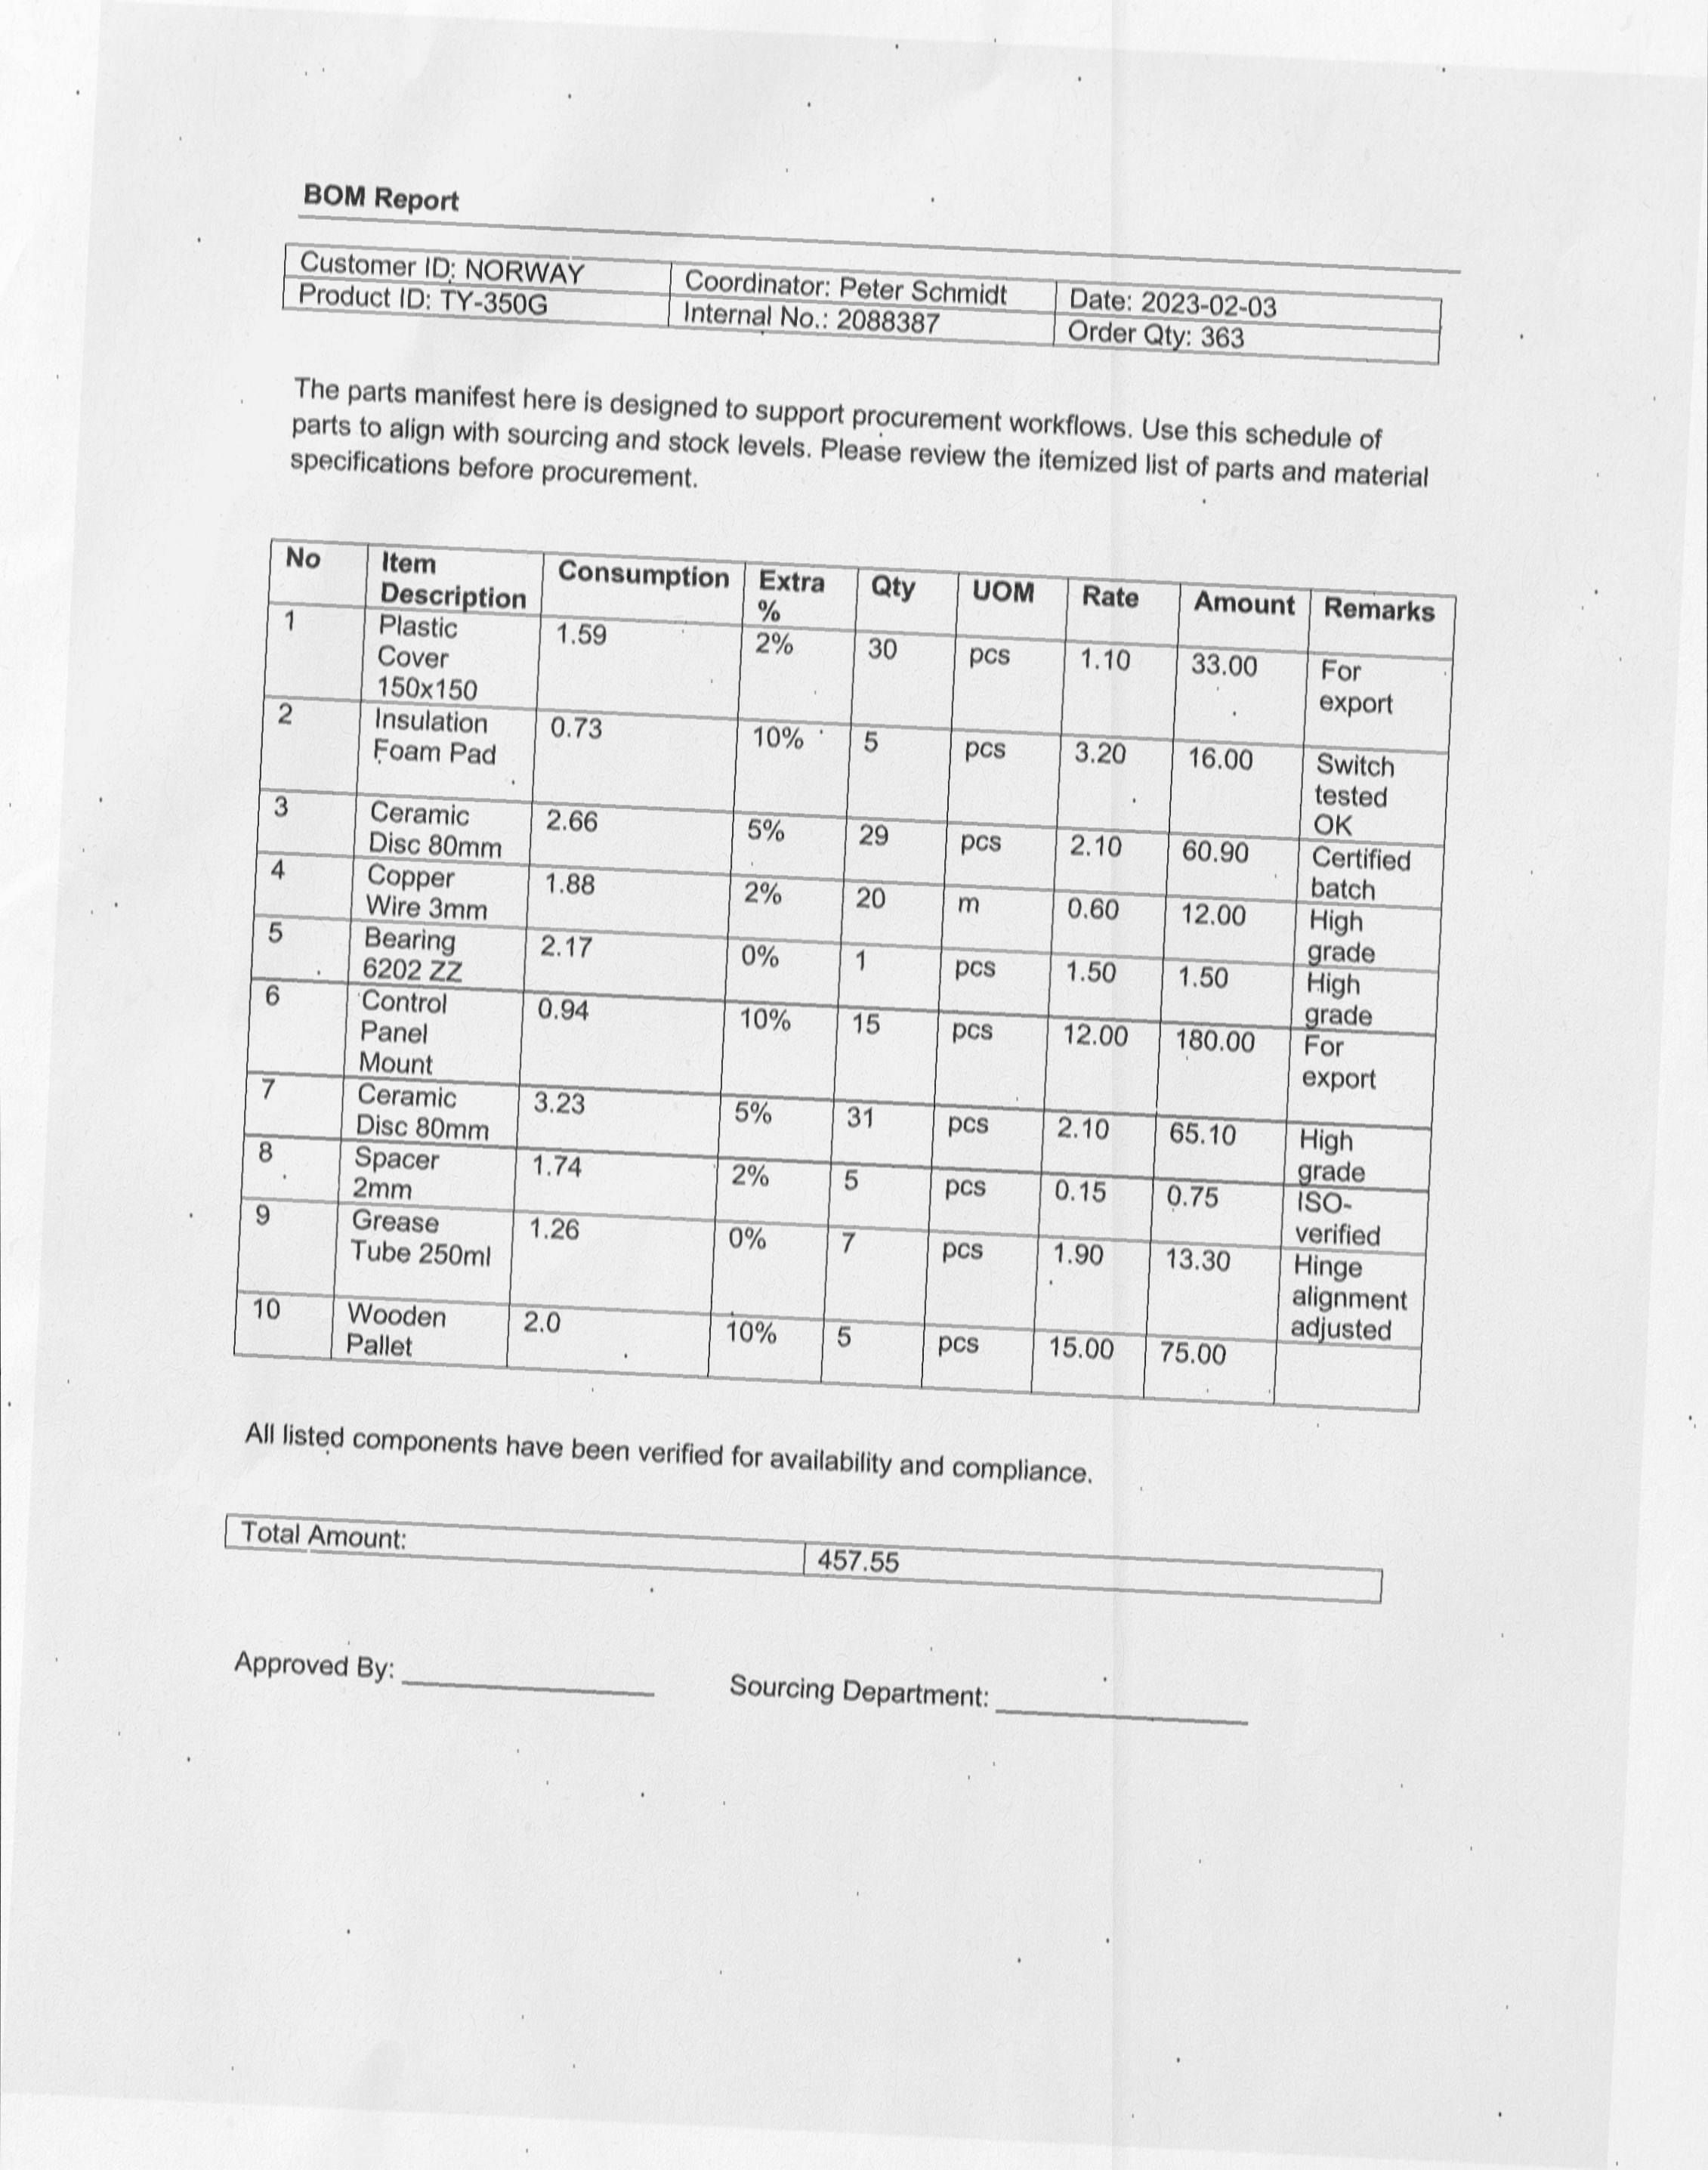 BOM Report
Customer ID: NORWAY Coordinator: Peter Schmidt Date: 2023-02-03
Product ID: TY-350G Internal No.: 2088387 Order Qty: 363
The parts manifest here is designed to support procurement workflows. Use this schedule of
parts to align with sourcing and stock levels. Please review the itemized list of parts and material
specifications before procurement.
No Item Description Consumption Extra % Qty UOM Rate Amount Remarks
1 Plastic Cover 150x150 1.59 2% 30 pcs 1.10 33.00 For export
2 Insulation Foam Pad 0.73 10% 5 pcs 3.20 16.00 Switch tested OK
3 Ceramic Disc 80mm 2.66 5% 29 pcs 2.10 60.90 Certified batch
4 Copper Wire 3mm 1.88 2% 20 m 0.60 12.00 High grade
5 Bearing 6202 ZZ 2.17 0% 1 pcs 1.50 1.50 High grade
6 Control Panel Mount 0.94 10% 15 pcs 12.00 180.00 For export
7 Ceramic Disc 80mm 3.23 5% 31 pcs 2.10 65.10 High grade
8 Spacer 2mm 1.74 2% 5 pcs 0.15 0.75 ISO-verified
9 Grease Tube 250ml 1.26 0% 7 pcs 1.90 13.30 Hinge alignment adjusted
10 Wooden Pallet 2.0 10% 5 pcs 15.00 75.00
All listed components have been verified for availability and compliance.
Total Amount: 457.55
Approved By: Sourcing Department: